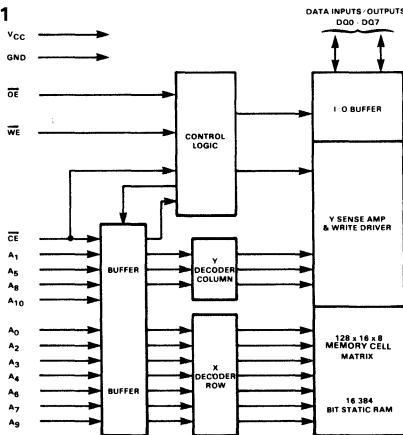 1
DATA INPUTS/OUTPUTS
DQ0 - DQ7
VCC
GND
OE
WE
CONTROL
LOGIC
I·O BUFFER
Y SENSE AMP
& WRITE DRIVER
CE
A1
A5
A8
A10
BUFFER
Y
DECODER
COLUMN
A0
A2
A3
A4
A6
A7
A9
BUFFER
X
DECODER
ROW
128 x 16 x 8
MEMORY CELL
MATRIX
16 384
BIT STATIC RAM